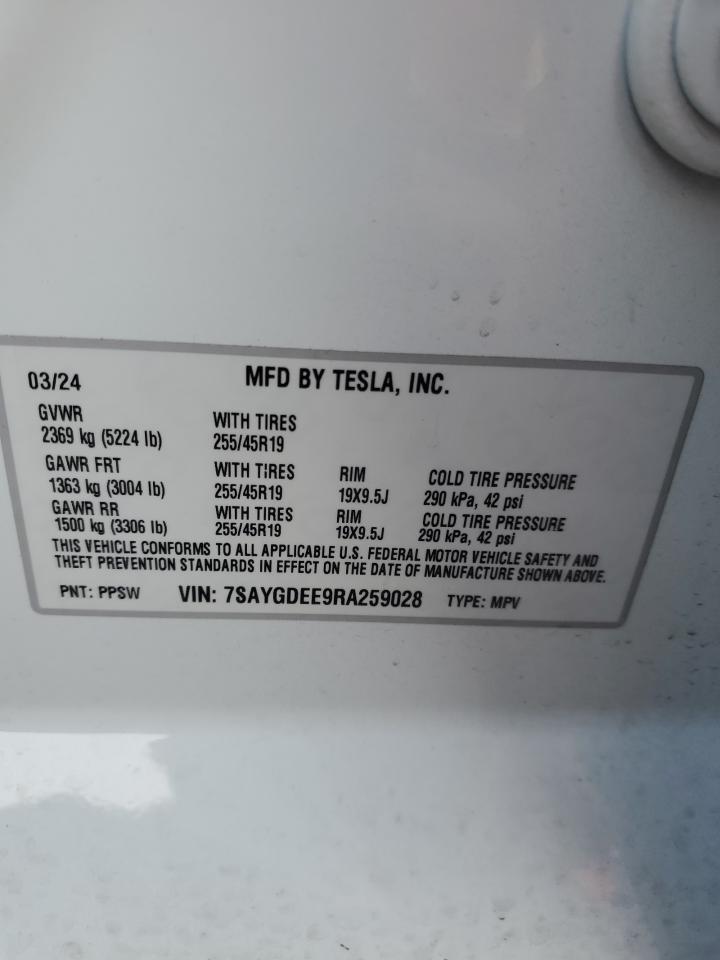 03/24 MFD BY TESLA, INC.
GVWR WITH TIRES
2369 kg (5224 lb) 255/45R19
GAWR FRT WITH TIRES RIM COLD TIRE PRESSURE
1363 kg (3004 lb) 255/45R19 19X9.5J 290 kPa, 42 psi
GAWR RR WITH TIRES RIM COLD TIRE PRESSURE
1500 kg (3306 lb) 255/45R19 19X9.5J 290 kPa, 42 psi
THIS VEHICLE CONFORMS TO ALL APPLICABLE U.S. FEDERAL MOTOR VEHICLE SAFETY AND
THEFT PREVENTION STANDARDS IN EFFECT ON THE DATE OF MANUFACTURE SHOWN ABOVE.
PNT: PPSW VIN: 7SAYGDEE9RA259028 TYPE: MPV